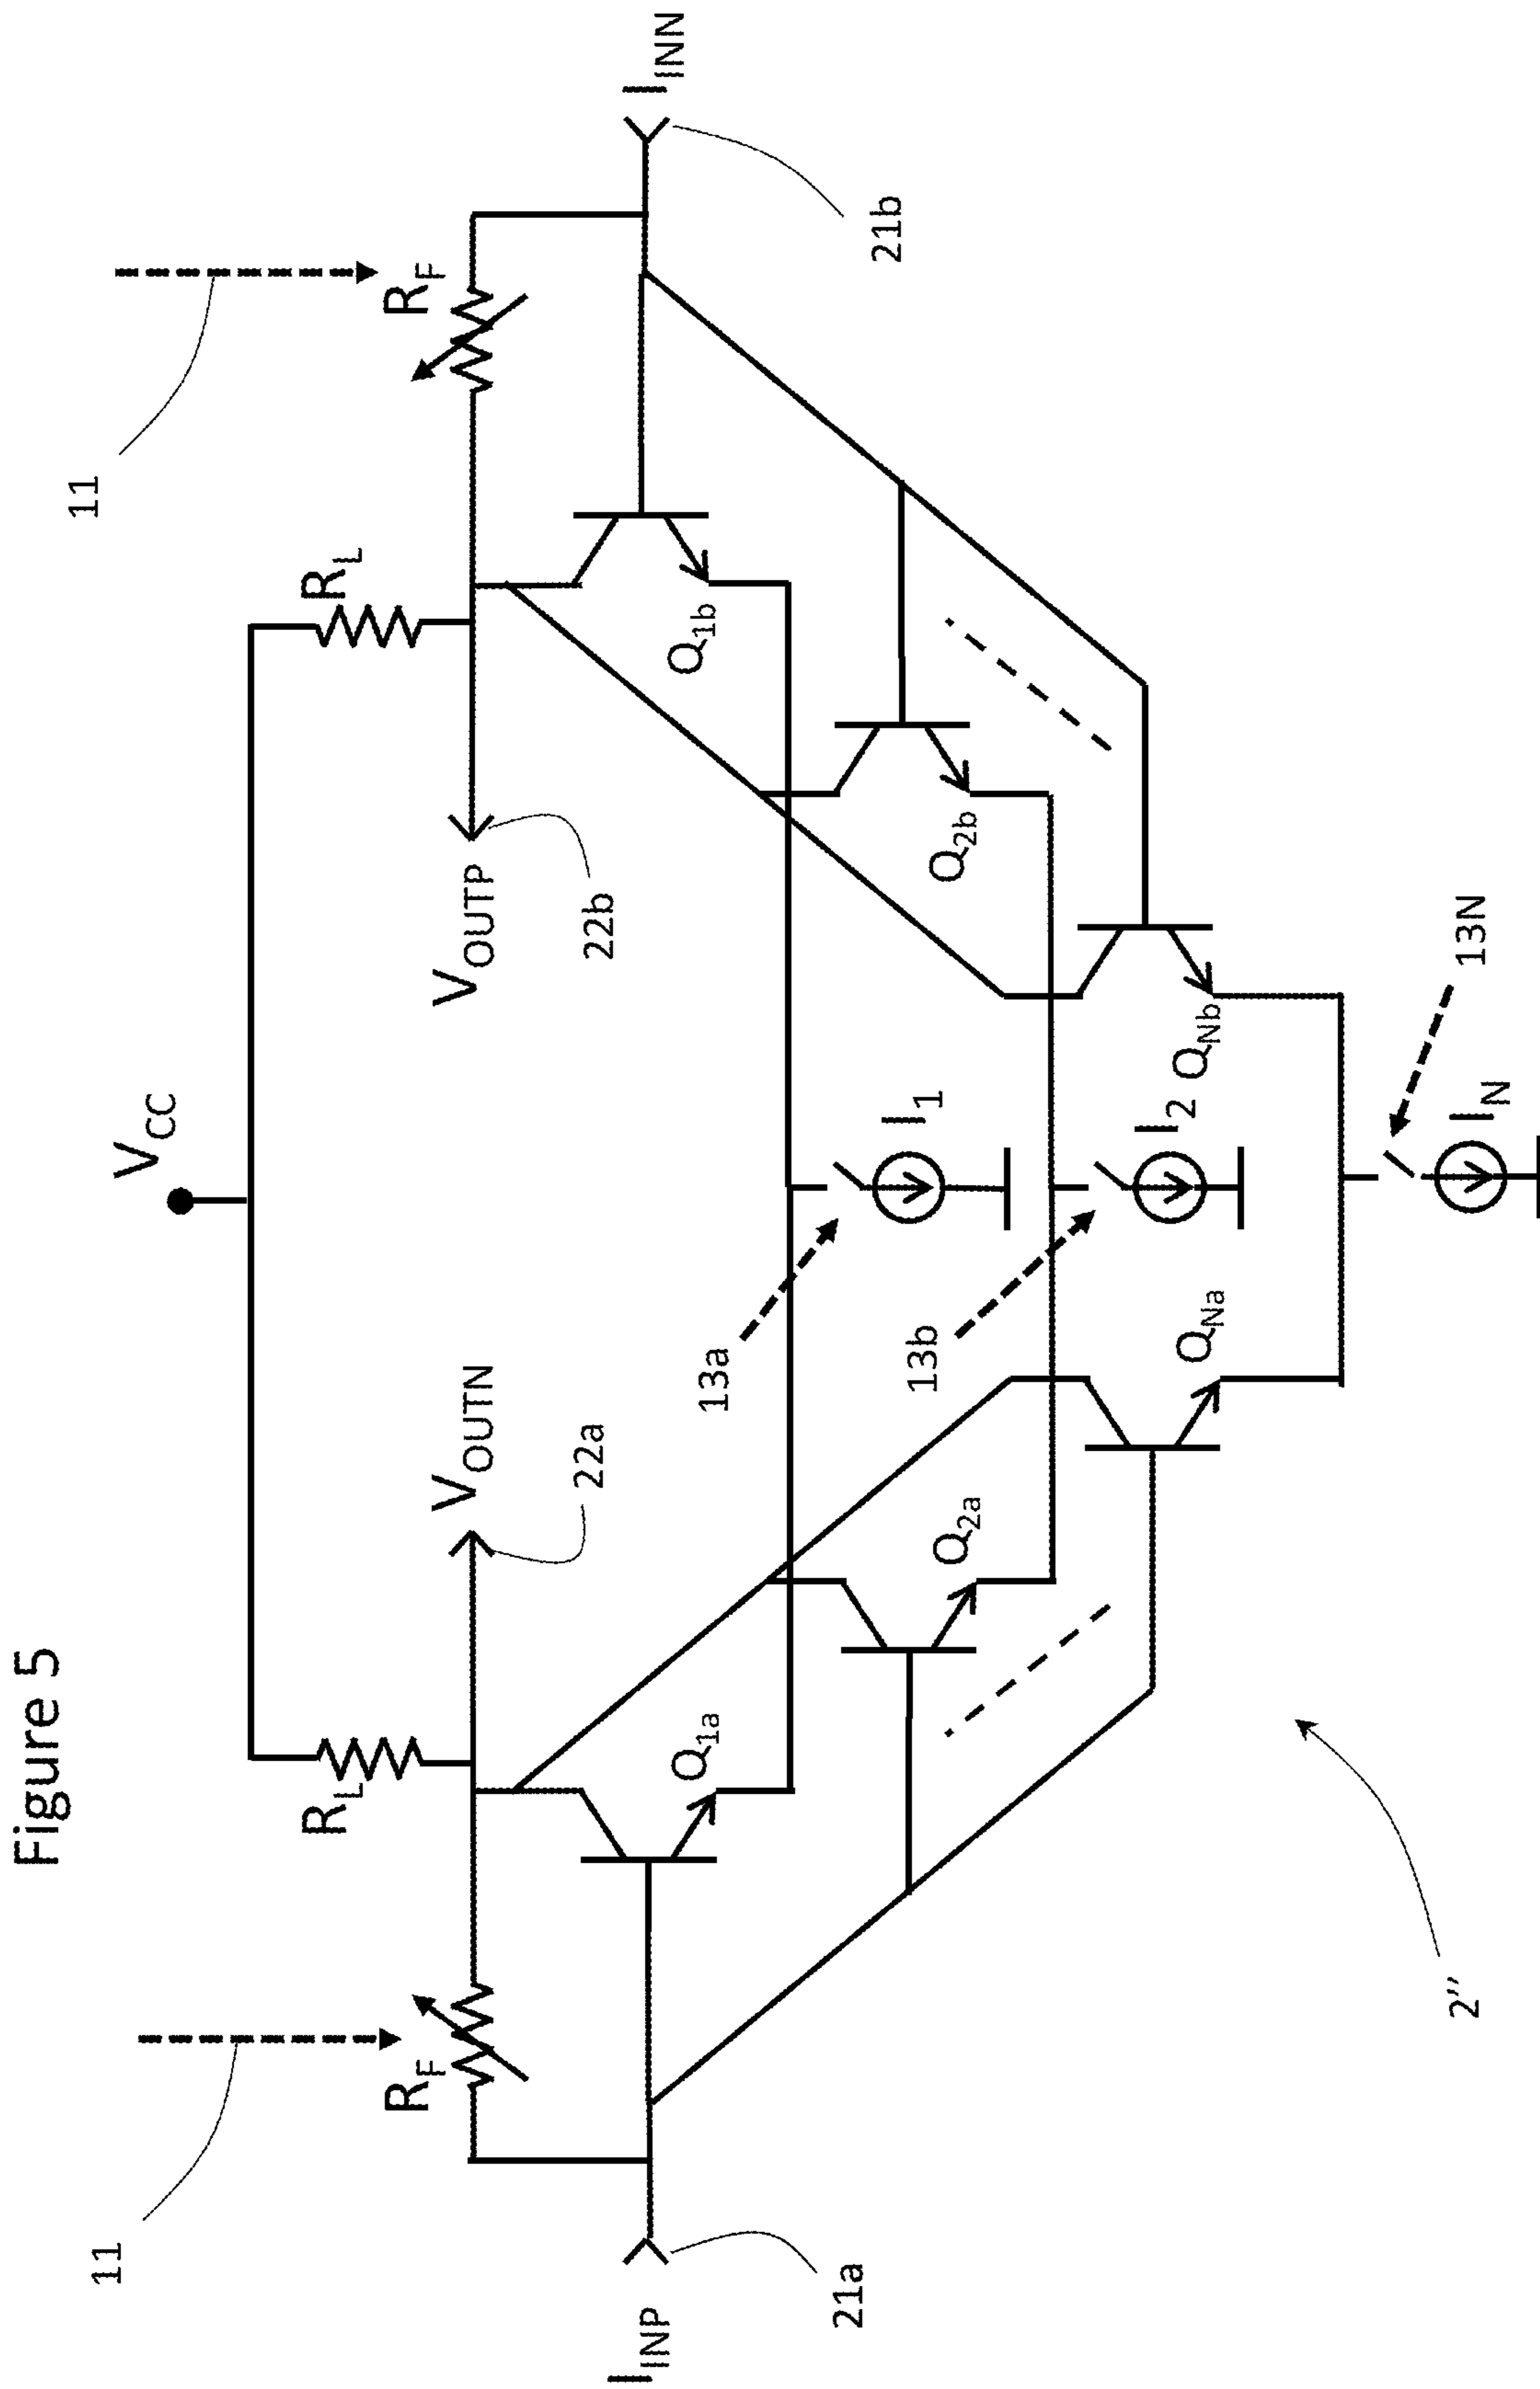 Figure 5
V_CC
11
11
R_F
R_L
R_L
R_F
I_INP
V_OUTN
V_OUTP
I_INN
21a
22a
22b
21b
Q_1a
Q_1b
13a
I_1
Q_2a
Q_2b
13b
I_2
Q_Na
Q_Nb
13N
I_N
2''